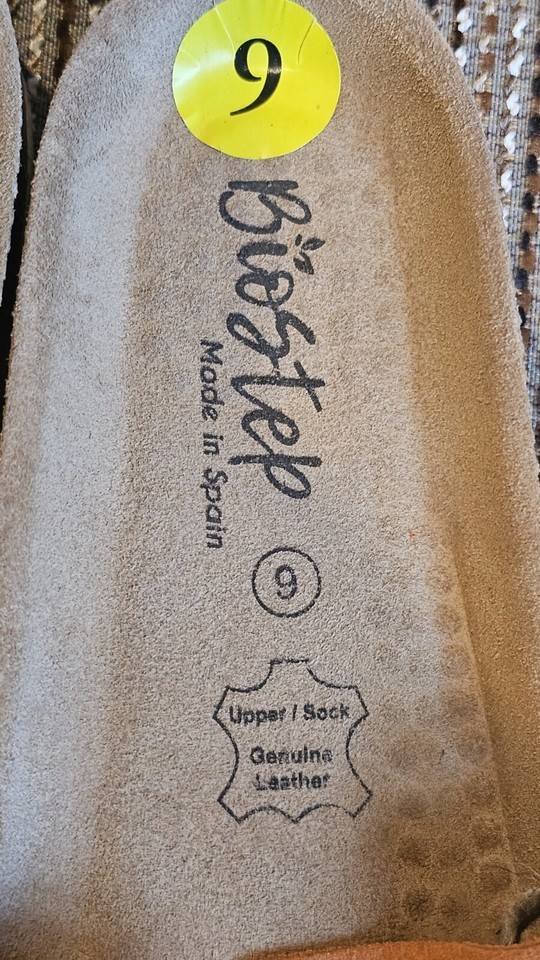 9
BioStep
Made in Spain
9
Upper / Sock
Genuine
Leather